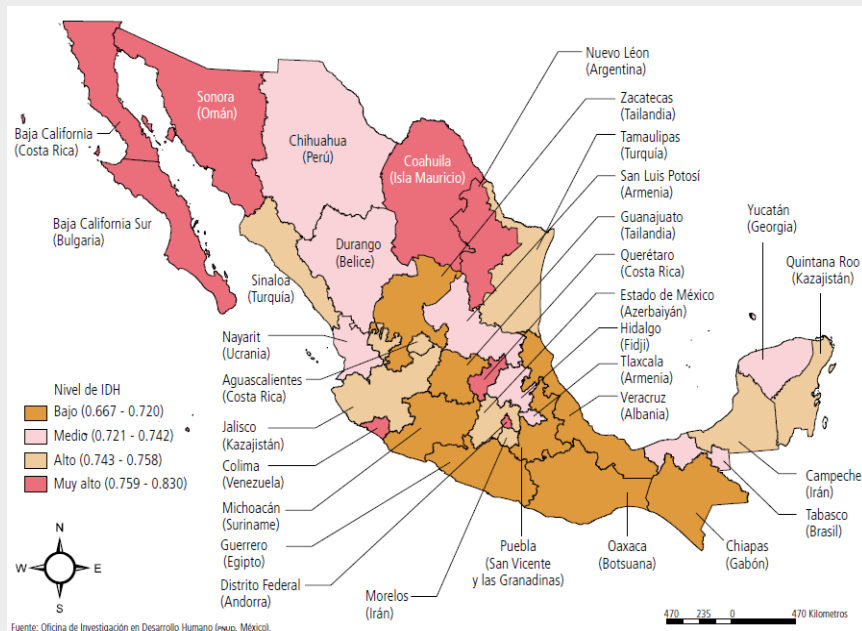 Nuevo Léon
(Argentina)
Zacatecas
(Tailandia)
Tamaulipas
(Turquía)
San Luis Potosí
(Armenia)
Guanajuato
(Tailandia)
Querétaro
(Costa Rica)
Estado de México
(Azerbaiyán)
Hidalgo
(Fidji)
Tlaxcala
(Armenia)
Veracruz
(Albania)
Yucatán
(Georgia)
Quintana Roo
(Kazajistán)
Sonora
(Omán)
Chihuahua
(Perú)
Coahuila
(Isla Mauricio)
Baja California
(Costa Rica)
Baja California Sur
(Bulgaria)
Durango
(Belice)
Sinaloa
(Turquía)
Nayarit
(Ucrania)
Aguascalientes
(Costa Rica)
Jalisco
(Kazajistán)
Colima
(Venezuela)
Michoacán
(Suriname)
Guerrero
(Egipto)
Distrito Federal
(Andorra)
Morelos
(Irán)
Puebla
(San Vicente
y las Granadinas)
Oaxaca
(Botsuana)
Chiapas
(Gabón)
Tabasco
(Brasil)
Campeche
(Irán)
Nivel de IDH
Bajo (0.667 - 0.720)
Medio (0.721 - 0.742)
Alto (0.743 - 0.758)
Muy alto (0.759 - 0.830)
N
W E
S
470 235 0 470 Kilometros
Fuente: Oficina de Investigación en Desarrollo Humano (PNUD, México).